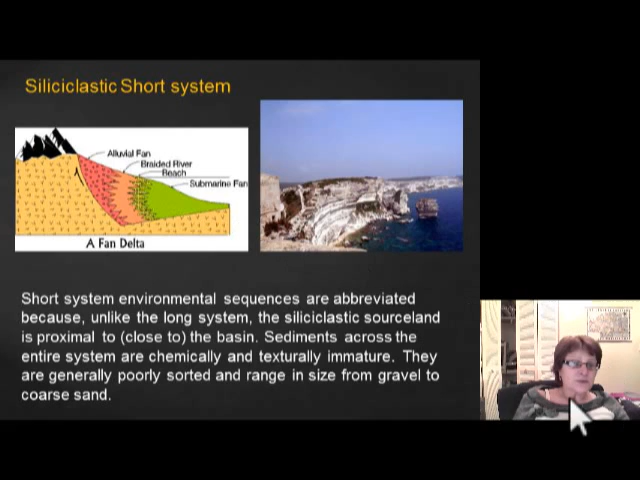 Siliciclastic Short system
Alluvial Fan
Braided River
Beach
Submarine Fan
A Fan Delta
Short system environmental sequences are abbreviated
because, unlike the long system, the siliciclastic sourceland
is proximal to (close to) the basin. Sediments across the
entire system are chemically and texturally immature. They
are generally poorly sorted and range in size from gravel to
coarse sand.